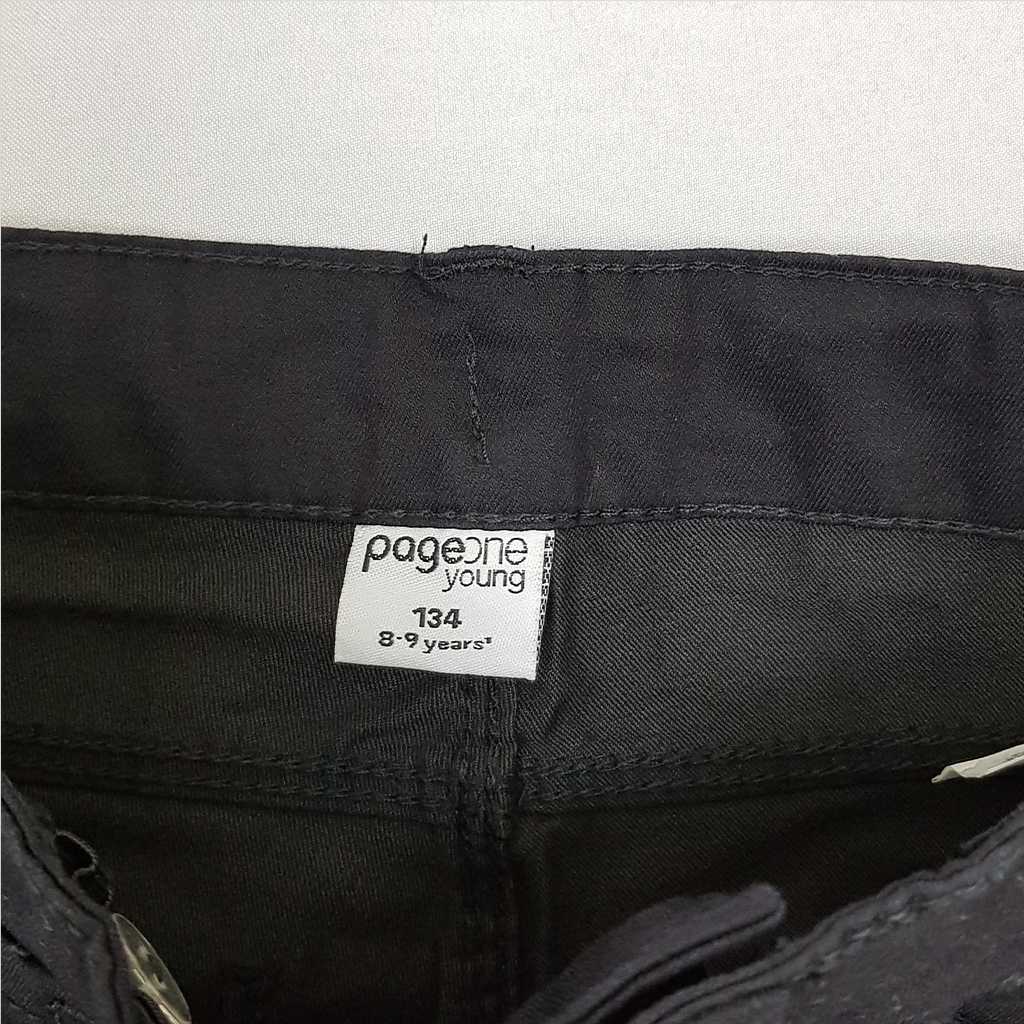 pageone
young
134
8-9 years¹